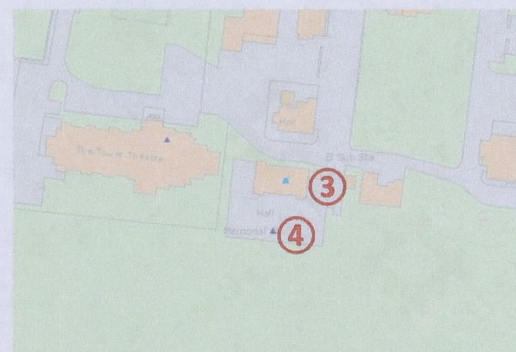 Hall
The Tower Theatre
El Sub Sta
3
Hall
Memorial
4